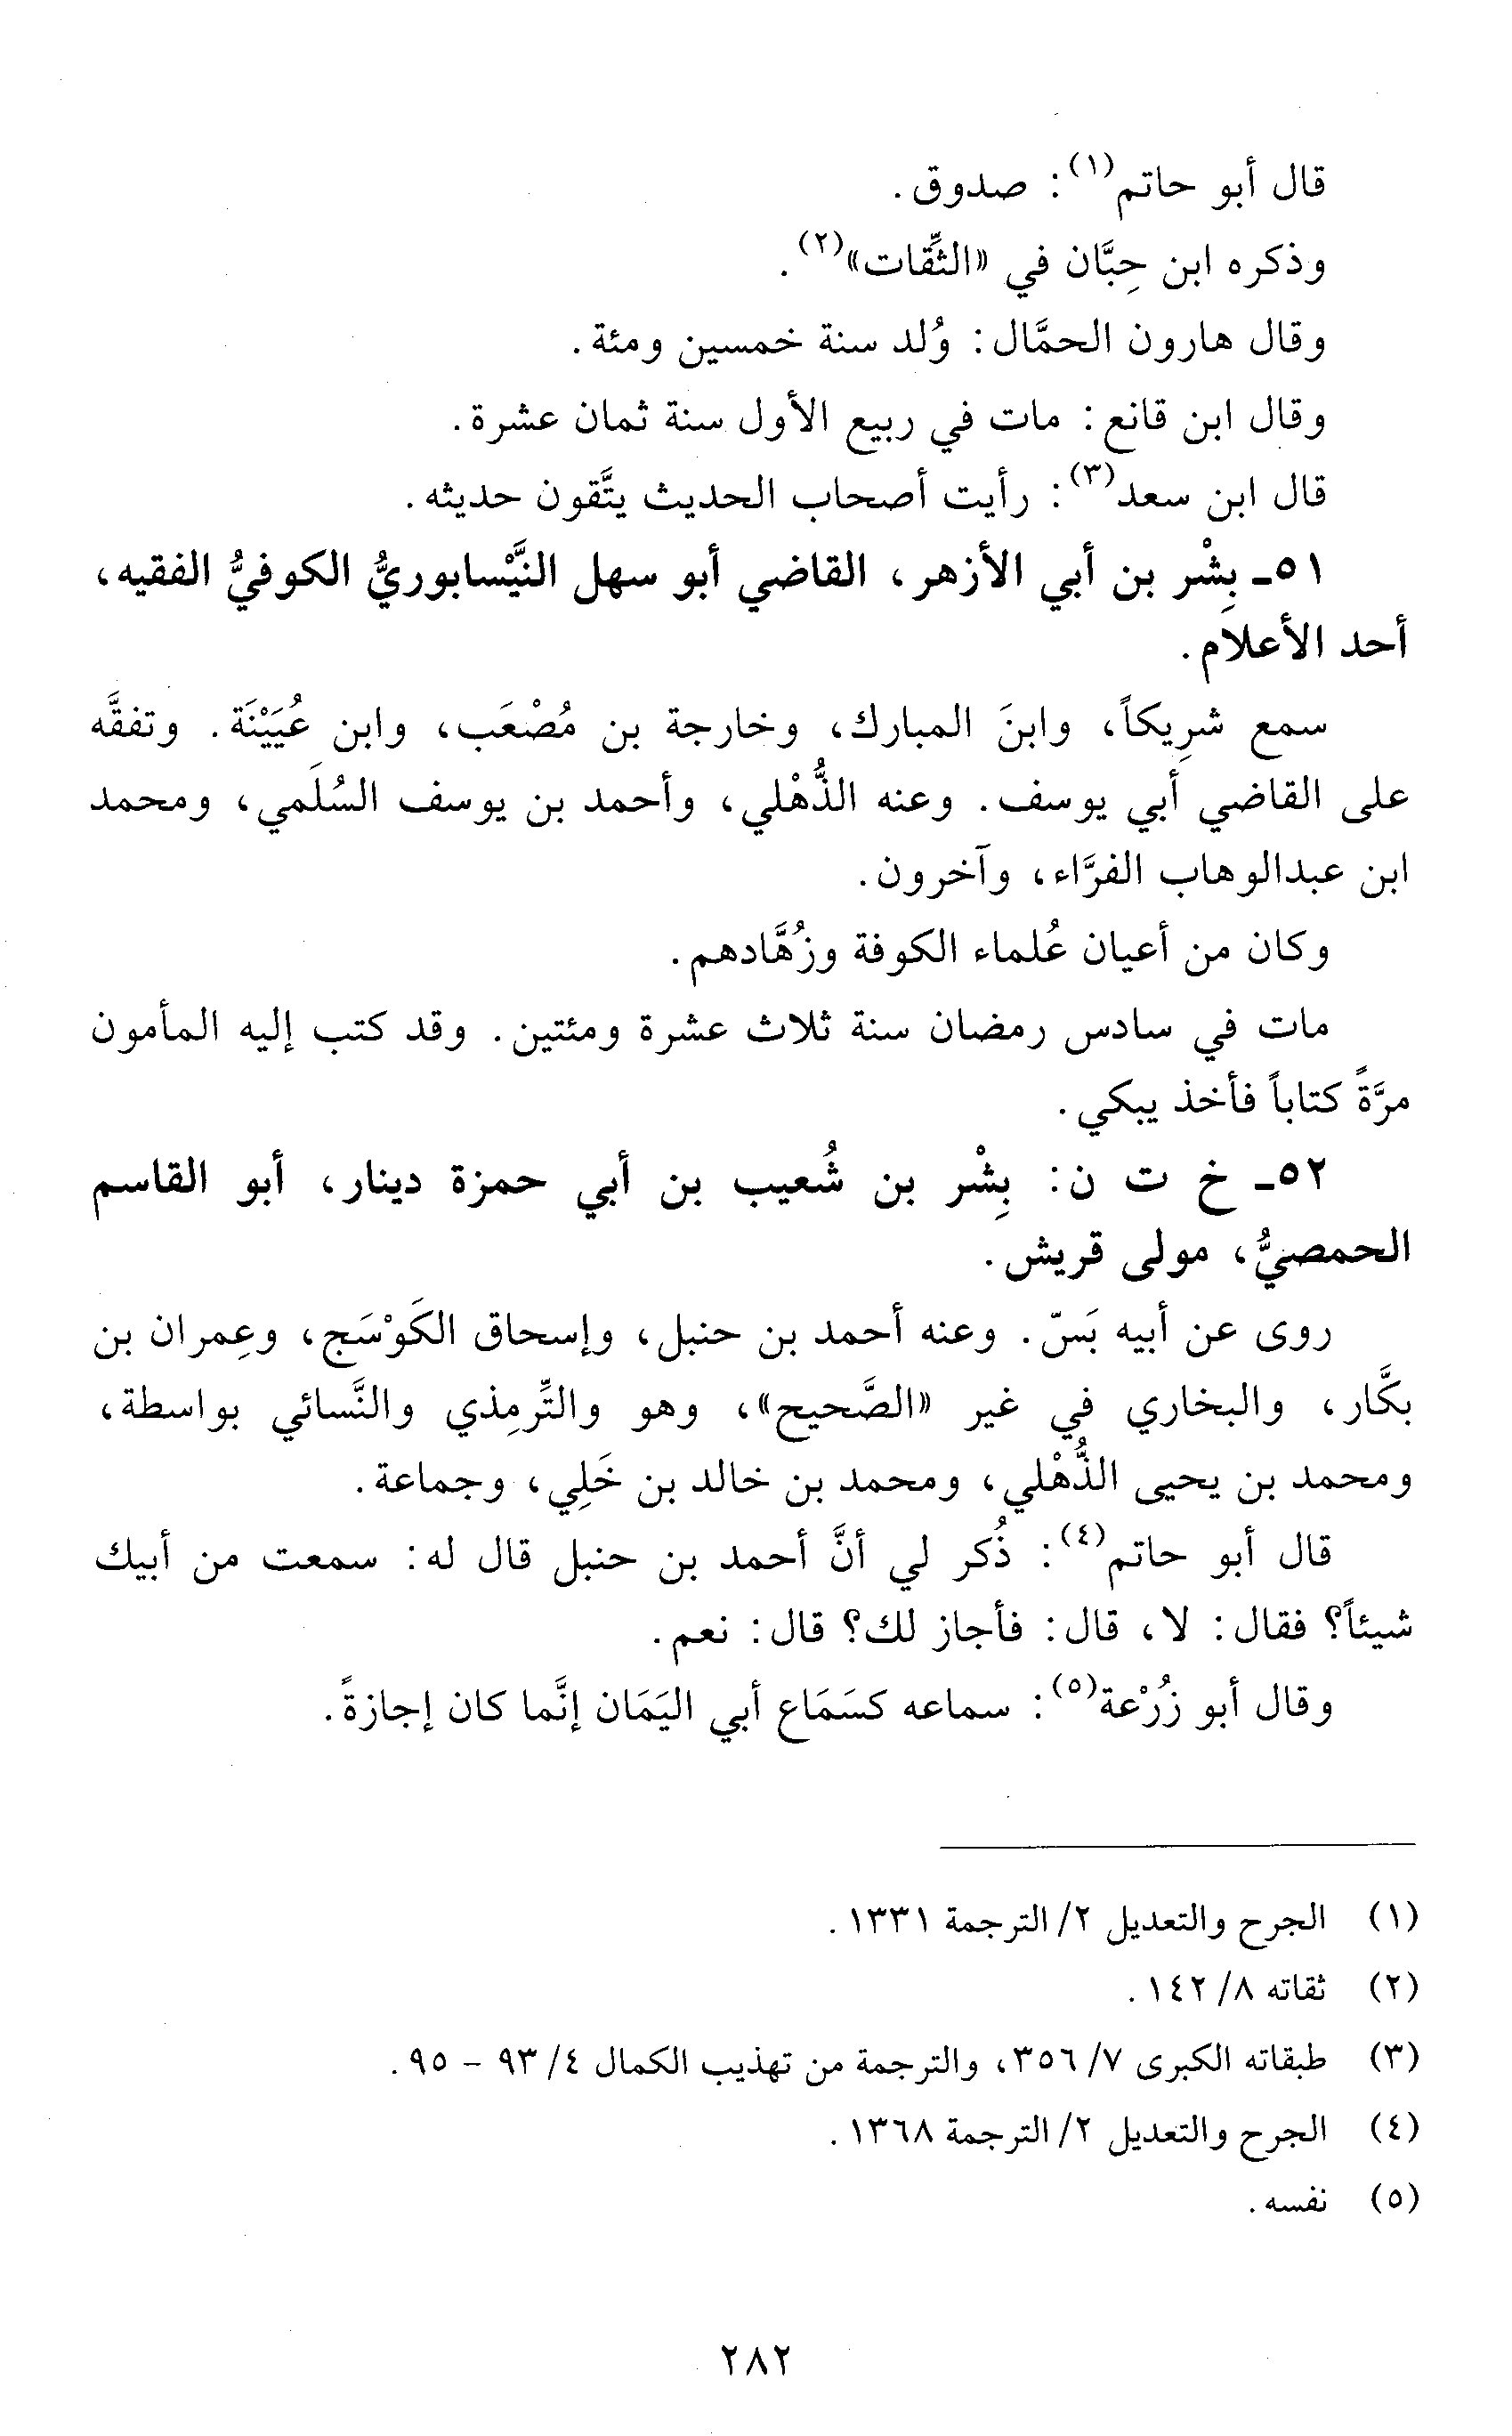 قال أبو حاتم(١): صدوق.
وذكره ابن حِبَّان في «الثِّقات»(٢).
وقال هارون الحمَّال: وُلد سنة خمسين ومئة.
وقال ابن قانع: مات في ربيع الأول سنة ثمان عشرة.
قال ابن سعد(٣): رأيت أصحاب الحديث يتَّقون حديثه.
٥١- بِشْر بن أبي الأزهر، القاضي أبو سهل النَّيْسابوريُّ الكوفيُّ الفقيه،
أحد الأعلام.
سمع شَرِيكاً، وابنَ المبارك، وخارجة بن مُصْعَب، وابن عُيَيْنَة. وتفقَّه
على القاضي أبي يوسف. وعنه الذُّهْلي، وأحمد بن يوسف السُلَمي، ومحمد
ابن عبدالوهاب الفرَّاء، وآخرون.
وكان من أعيان عُلماء الكوفة وزُهَّادهم.
مات في سادس رمضان سنة ثلاث عشرة ومئتين. وقد كتب إليه المأمون
مرَّةً كتاباً فأخذ يبكي.
٥٢- خ ت ن: بِشْر بن شُعيب بن أبي حمزة دينار، أبو القاسم
الحمصيُّ، مولى قريش.
روى عن أبيه بَسّ. وعنه أحمد بن حنبل، وإسحاق الكَوْسَج، وعِمران بن
بكَّار، والبخاري في غير «الصَّحيح»، وهو والتِّرمِذي والنَّسائي بواسطة،
ومحمد بن يحيى الذُّهْلي، ومحمد بن خالد بن خَلِي، وجماعة.
قال أبو حاتم(٤): ذُكر لي أنَّ أحمد بن حنبل قال له: سمعت من أبيك
شيئاً؟ فقال: لا، قال: فأجاز لك؟ قال: نعم.
وقال أبو زُرْعة(٥): سماعه كسَمَاع أبي اليَمَان إنَّما كان إجازةً.
(١) الجرح والتعديل ٢/ الترجمة ١٣٣١.
(٢) ثقاته ٨/ ١٤٢.
(٣) طبقاته الكبرى ٧/ ٣٥٦، والترجمة من تهذيب الكمال ٤/ ٩٣ - ٩٥.
(٤) الجرح والتعديل ٢/ الترجمة ١٣٦٨.
(٥) نفسه.
٢٨٢